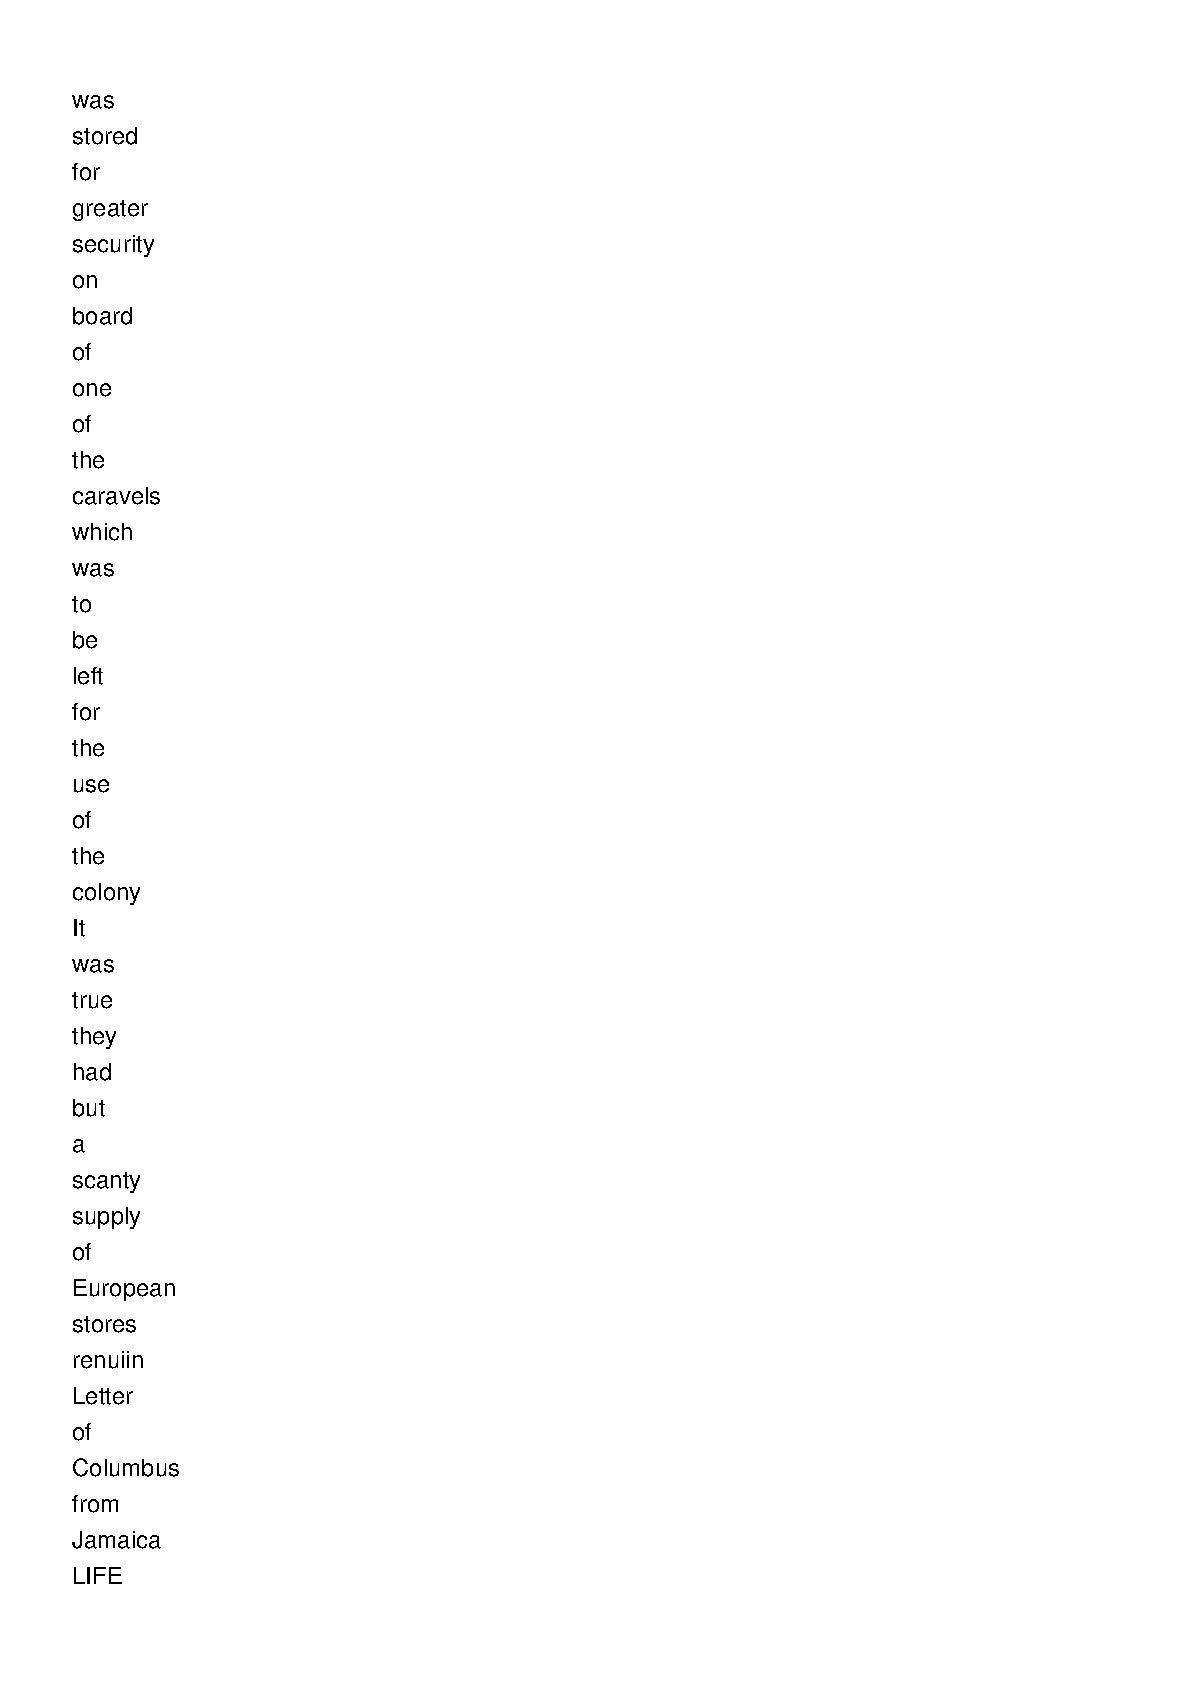 was
stored
for
greater
security
on
board
of
one
of
the
caravels
which
was
to
be
left
for
the
use
of
the
colony
It
was
true
they
had
but
a
scanty
supply
of
European
stores
renuiin
Letter
of
Columbus
from
Jamaica
LIFE